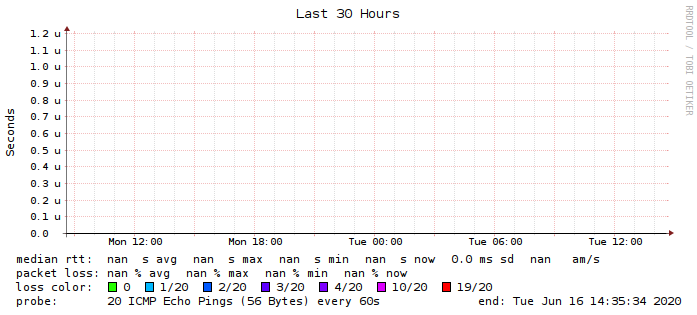 Last 30 Hours
RRDTOOL / TOBI OETIKER
Seconds
1.2 u
1.1 u
1.0 u
0.9 u
0.8 u
0.7 u
0.6 u
0.5 u
0.4 u
0.3 u
0.2 u
0.1 u
0.0
Mon 12:00 Mon 18:00 Tue 00:00 Tue 06:00 Tue 12:00
median rtt: nan s avg nan s max nan s min nan s now 0.0 ms sd nan am/s
packet loss: nan % avg nan % max nan % min nan % now
loss color: 0 1/20 2/20 3/20 4/20 10/20 19/20
probe: 20 ICMP Echo Pings (56 Bytes) every 60s end: Tue Jun 16 14:35:34 2020